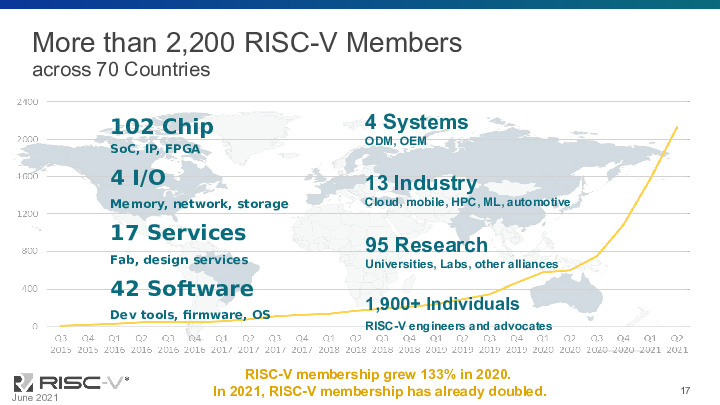 More than 2,200 RISC-V Members
across 70 Countries
2400
2000
1600
1200
800
400
0
102 Chip
SoC, IP, FPGA
4 I/O
Memory, network, storage
17 Services
Fab, design services
42 Software
Dev tools, firmware, OS
4 Systems
ODM, OEM
13 Industry
Cloud, mobile, HPC, ML, automotive
95 Research
Universities, Labs, other alliances
1,900+ Individuals
RISC-V engineers and advocates
Q3 Q4 Q1 Q2 Q3 Q4 Q1 Q2 Q3 Q4 Q1 Q2 Q3 Q4 Q1 Q2 Q3 Q4 Q1 Q2 Q3 Q4 Q1 Q2
2015 2015 2016 2016 2016 2016 2017 2017 2017 2017 2018 2018 2018 2018 2019 2019 2019 2019 2020 2020 2020 2020 2021 2021
RISC-V membership grew 133% in 2020.
In 2021, RISC-V membership has already doubled.
RISC-V®
June 2021
17